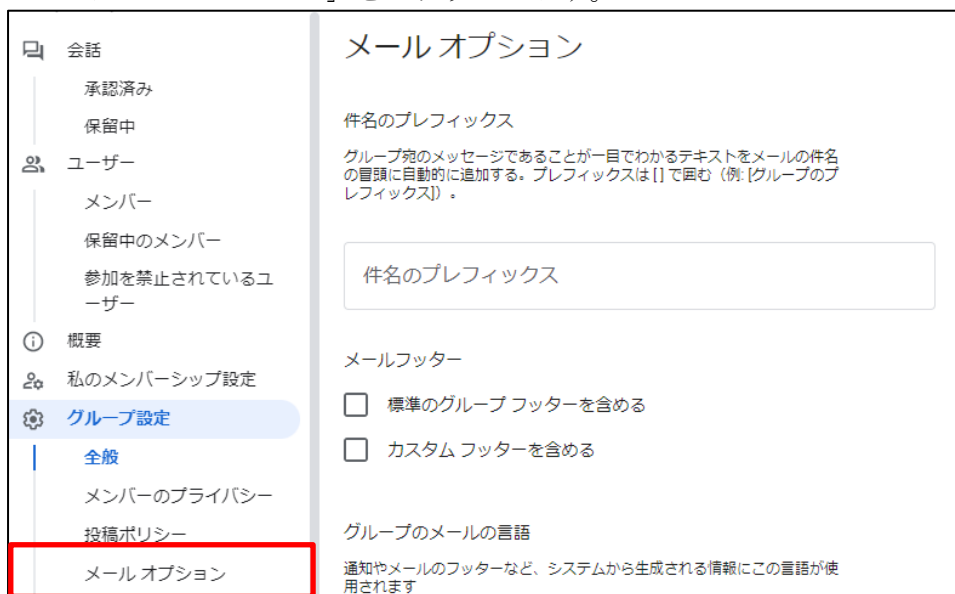 会話
承認済み
保留中
ユーザー
メンバー
保留中のメンバー
参加を禁止されているユ
ーザー
概要
私のメンバーシップ設定
グループ設定
全般
メンバーのプライバシー
投稿ポリシー
メール オプション
メール オプション
件名のプレフィックス
グループ宛のメッセージであることが一目でわかるテキストをメールの件名
の冒頭に自動的に追加する。プレフィックスは [ ] で囲む（例: [グループのプ
レフィックス]）。
件名のプレフィックス
メールフッター
標準のグループ フッターを含める
カスタム フッターを含める
グループのメールの言語
通知やメールのフッターなど、システムから生成される情報にこの言語が使
用されます